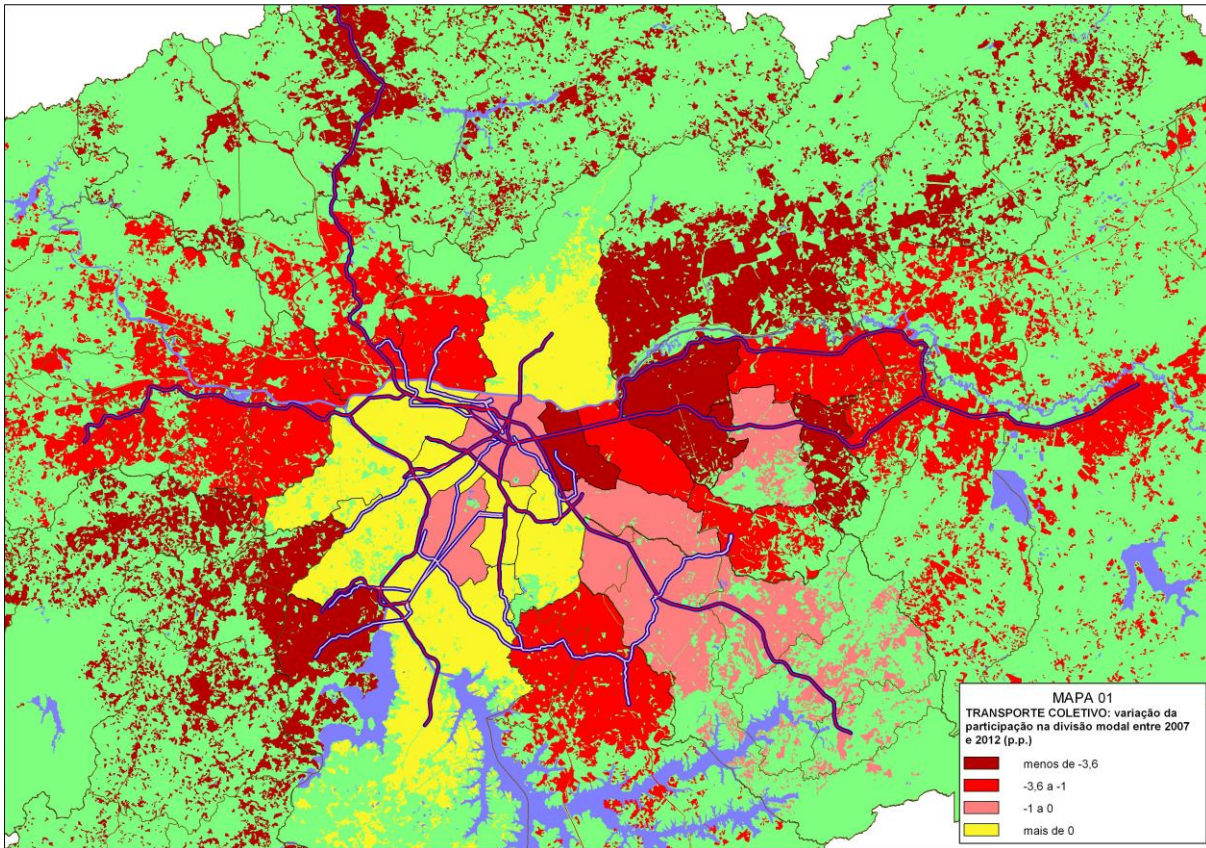 MAPA 01
TRANSPORTE COLETIVO: variação da
participação na divisão modal entre 2007
e 2012 (p.p.)
menos de -3,6
-3,6 a -1
-1 a 0
mais de 0